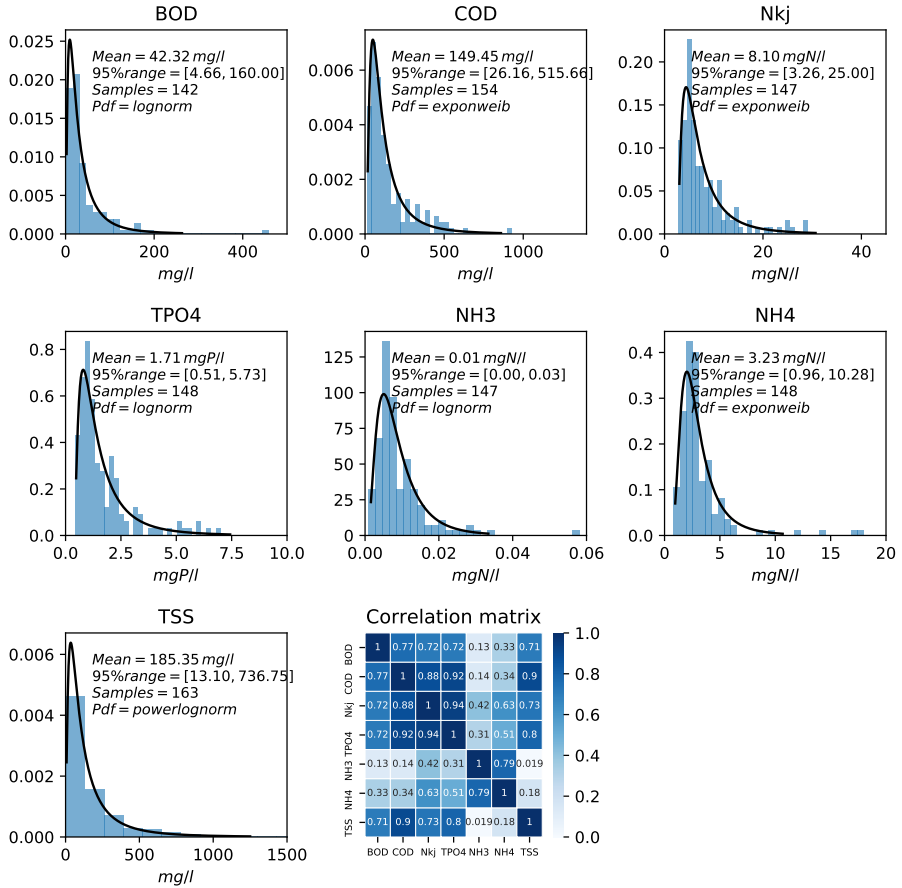 BOD
Mean = 42.32 mg/l
95%range = [4.66, 160.00]
Samples = 142
Pdf = lognorm
0.025
0.020
0.015
0.010
0.005
0.000
0 200 400
mg/l
COD
Mean = 149.45 mg/l
95%range = [26.16, 515.66]
Samples = 154
Pdf = exponweib
0.006
0.004
0.002
0.000
0 500 1000
mg/l
Nkj
Mean = 8.10 mgN/l
95%range = [3.26, 25.00]
Samples = 147
Pdf = exponweib
0.20
0.15
0.10
0.05
0.00
0 20 40
mgN/l
TPO4
Mean = 1.71 mgP/l
95%range = [0.51, 5.73]
Samples = 148
Pdf = lognorm
0.8
0.6
0.4
0.2
0.0
0.0 2.5 5.0 7.5 10.0
mgP/l
NH3
Mean = 0.01 mgN/l
95%range = [0.00, 0.03]
Samples = 147
Pdf = lognorm
125
100
75
50
25
0
0.00 0.02 0.04 0.06
mgN/l
NH4
Mean = 3.23 mgN/l
95%range = [0.96, 10.28]
Samples = 148
Pdf = exponweib
0.4
0.3
0.2
0.1
0.0
0 5 10 15 20
mgN/l
TSS
Mean = 185.35 mg/l
95%range = [13.10, 736.75]
Samples = 163
Pdf = powerlognorm
0.006
0.004
0.002
0.000
0 500 1000 1500
mg/l
Correlation matrix
BOD 1 0.77 0.72 0.72 0.13 0.33 0.71
COD 0.77 1 0.88 0.92 0.14 0.34 0.9
Nkj 0.72 0.88 1 0.94 0.42 0.63 0.73
TPO4 0.72 0.92 0.94 1 0.31 0.51 0.8
NH3 0.13 0.14 0.42 0.31 1 0.79 0.019
NH4 0.33 0.34 0.63 0.51 0.79 1 0.18
TSS 0.71 0.9 0.73 0.8 0.019 0.18 1
BOD COD Nkj TPO4 NH3 NH4 TSS
1.0
0.8
0.6
0.4
0.2
0.0